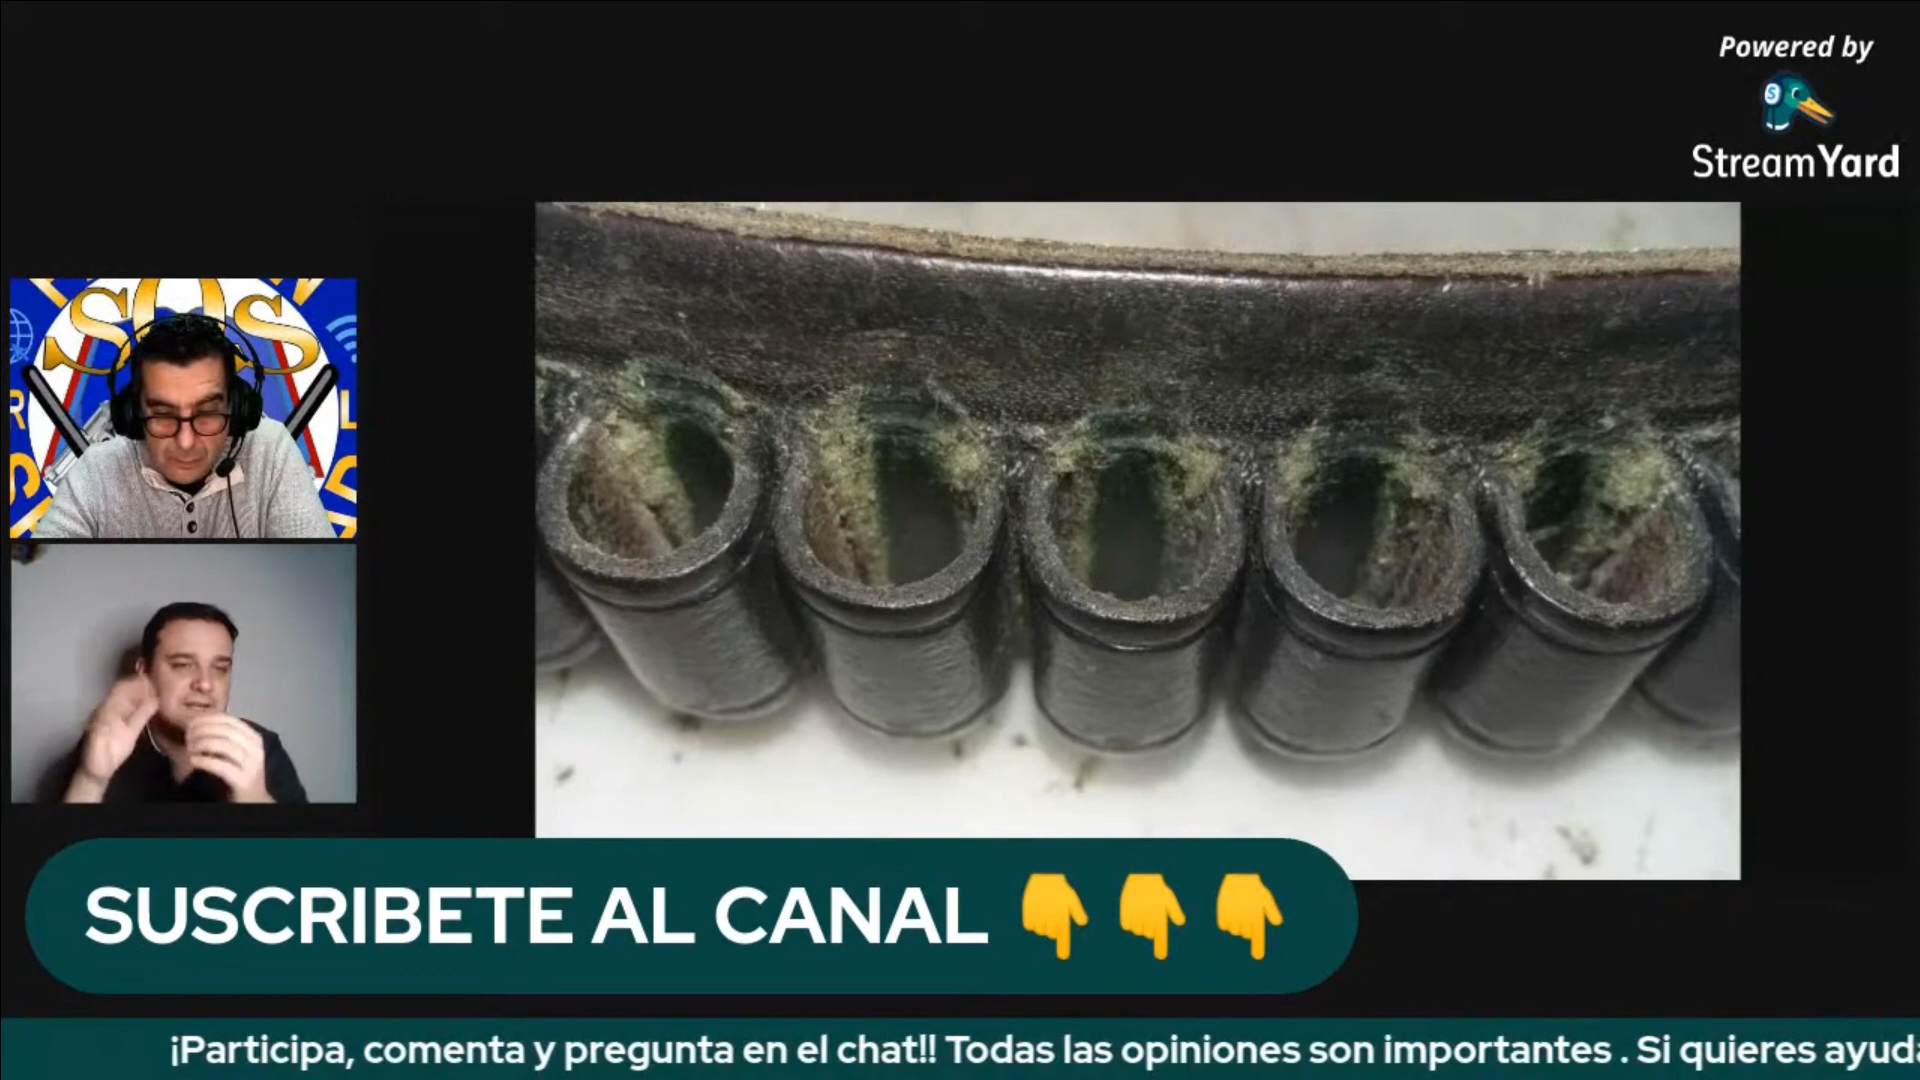 Powered by
StreamYard
SOS
SUSCRIBETE AL CANAL 👇👇👇
¡Participa, comenta y pregunta en el chat!! Todas las opiniones son importantes . Si quieres ayuda